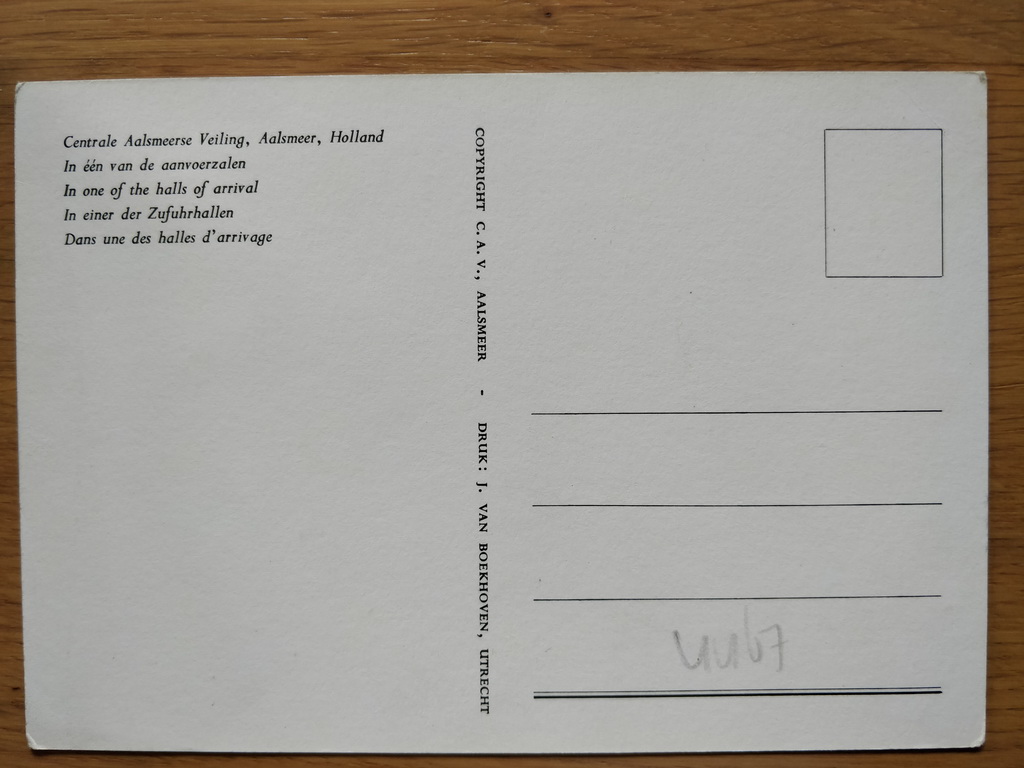 Centrale Aalsmeerse Veiling, Aalsmeer, Holland
In één van de aanvoerzalen
In one of the halls of arrival
In einer der Zufuhrhallen
Dans une des halles d'arrivage
COPYRIGHT C. A. V., AALSMEER - DRUK: J. VAN BOEKHOVEN, UTRECHT